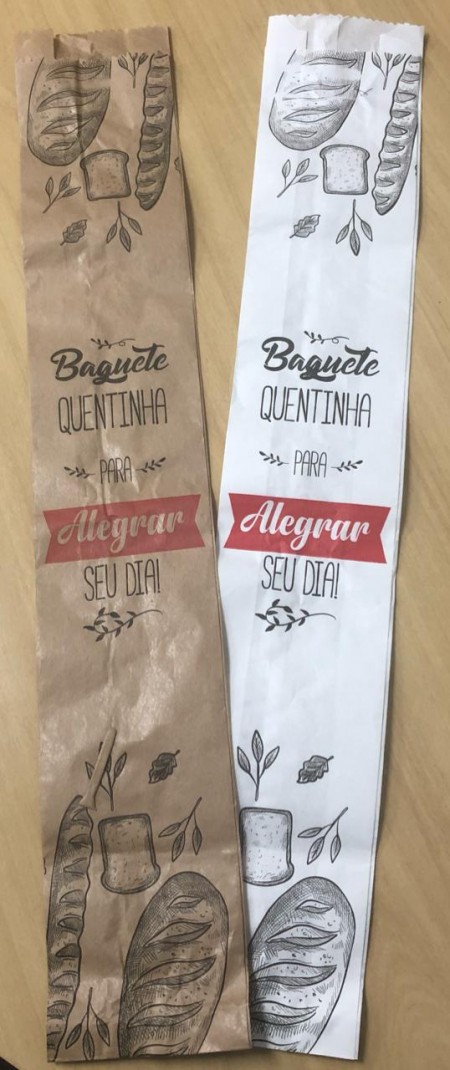 Baguete
QUENTINHA
PARA
Alegrar
SEU DIA!
Baguete
QUENTINHA
PARA
Alegrar
SEU DIA!